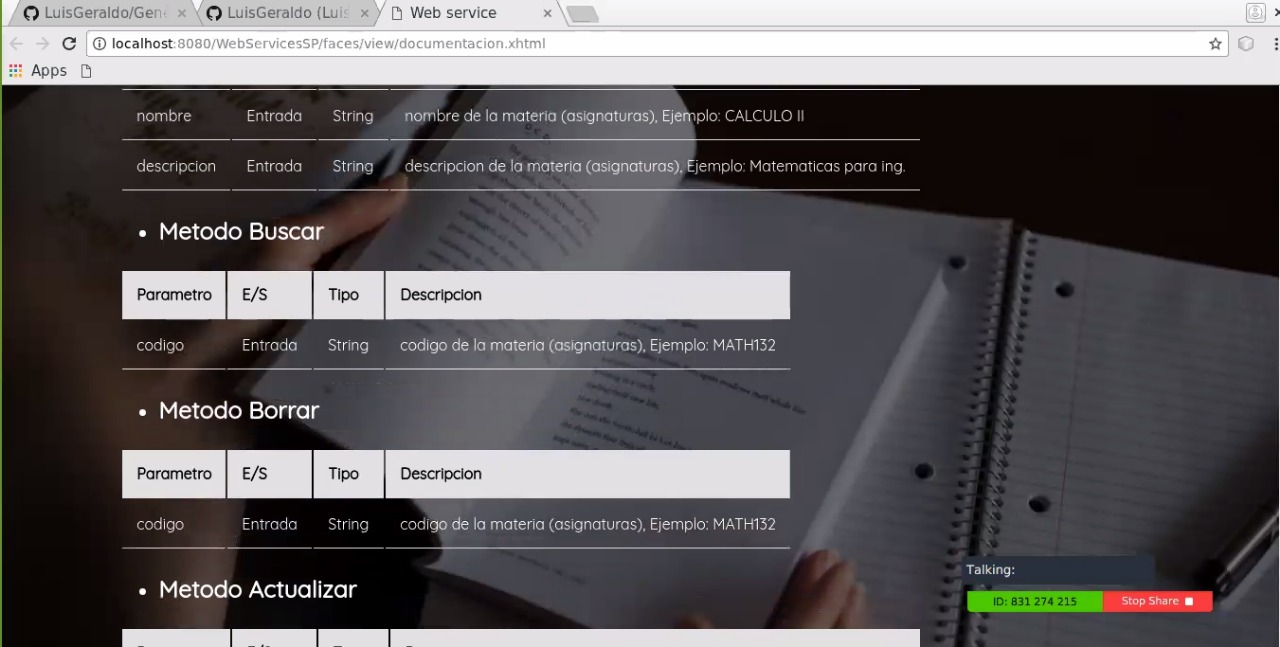 LuisGeraldo/Gen
LuisGeraldo (Luis
Web service
localhost:8080/WebServicesSP/faces/view/documentacion.xhtml
Apps
nombre Entrada String nombre de la materia (asignaturas), Ejemplo: CALCULO II
descripcion Entrada String descripcion de la materia (asignaturas), Ejemplo: Matematicas para ing.
• Metodo Buscar
Parametro E/S Tipo Descripcion
codigo Entrada String codigo de la materia (asignaturas), Ejemplo: MATH132
• Metodo Borrar
Parametro E/S Tipo Descripcion
codigo Entrada String codigo de la materia (asignaturas), Ejemplo: MATH132
• Metodo Actualizar
Talking:
ID: 831 274 215 Stop Share